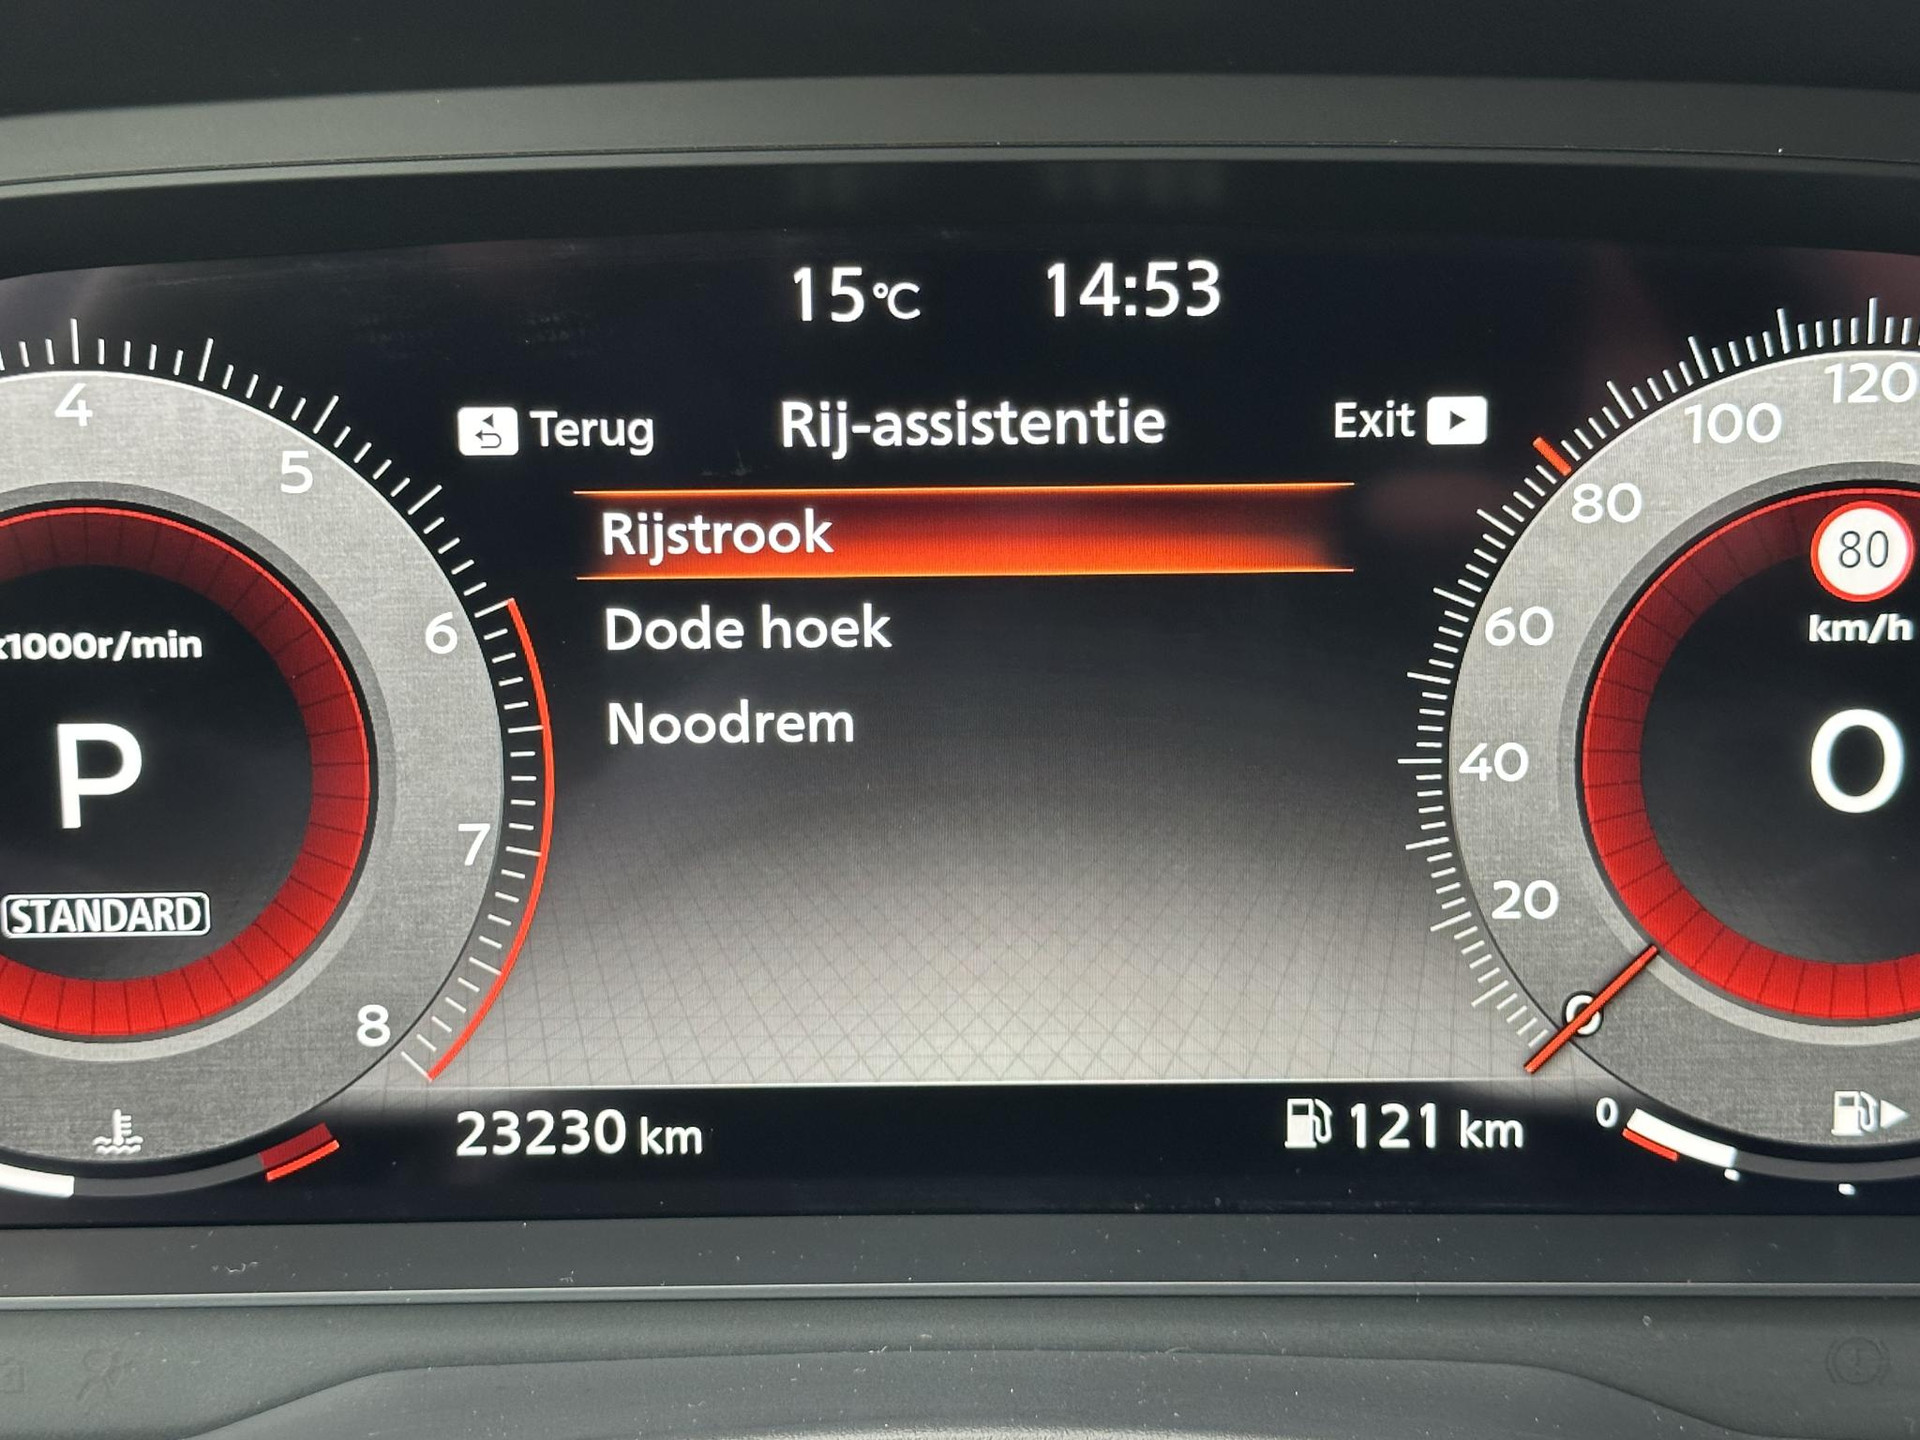 15°C 14:53
Terug Rij-assistentie Exit
Rijstrook
Dode hoek
Noodrem
4
5
6
7
8
x1000r/min
P
STANDARD
120
100
80
60
40
20
0
80
km/h
0
23230 km
121 km
0